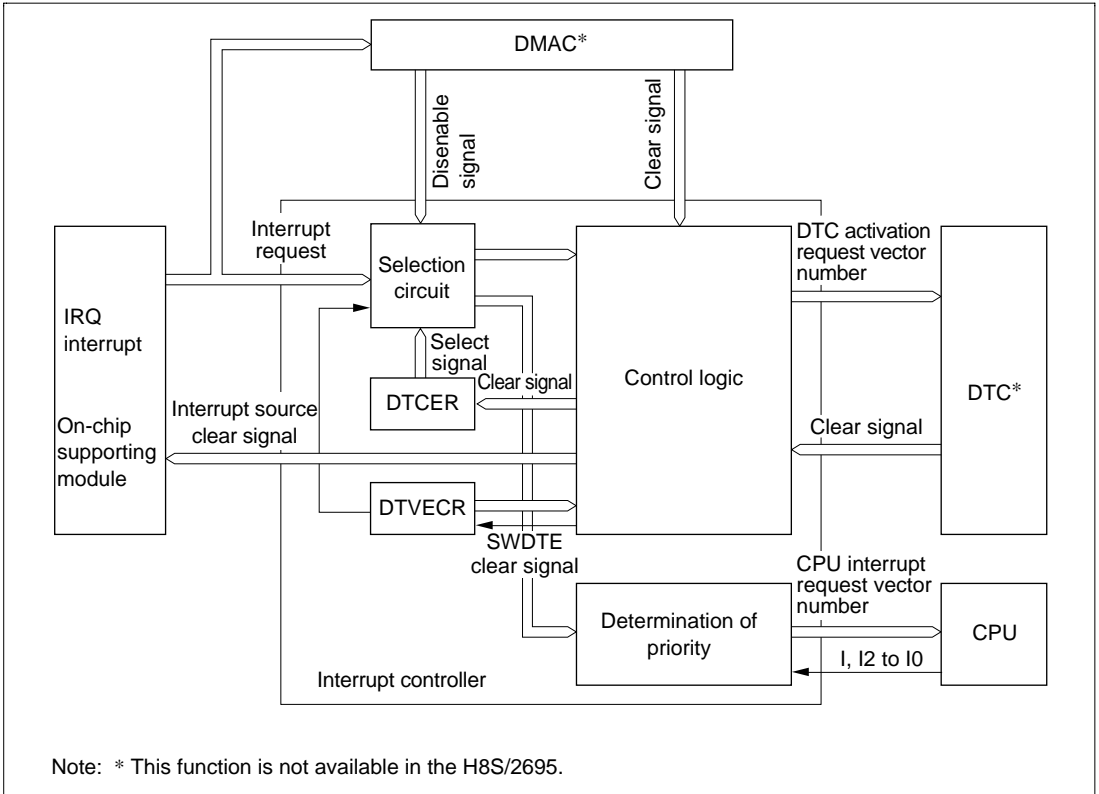 DMAC*
Disenable
signal
Clear signal
Interrupt
request
Selection
circuit
DTC activation
request vector
number
IRQ
interrupt
Select
signal
Clear signal
Control logic
DTCER
DTC*
Interrupt source
clear signal
On-chip
supporting
module
Clear signal
DTVECR
SWDTE
clear signal
CPU interrupt
request vector
number
Determination of
priority
CPU
I, I2 to I0
Interrupt controller
Note: * This function is not available in the H8S/2695.